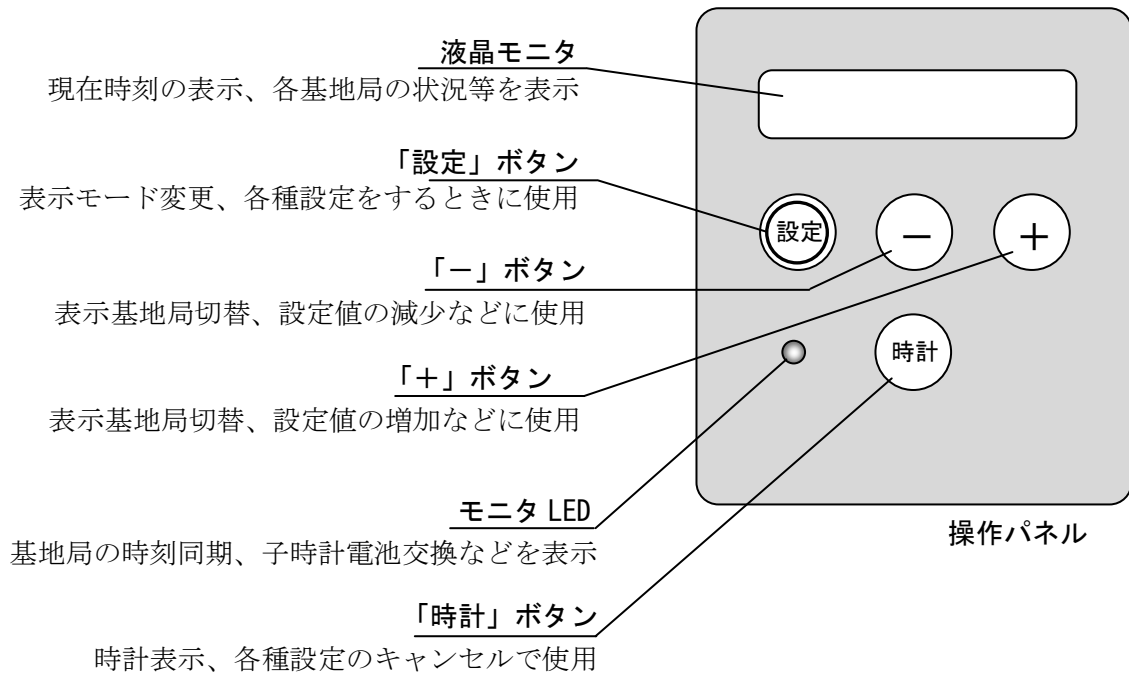 液晶モニタ
現在時刻の表示、各基地局の状況等を表示
「設定」ボタン
表示モード変更、各種設定をするときに使用
「－」ボタン
表示基地局切替、設定値の減少などに使用
「＋」ボタン
表示基地局切替、設定値の増加などに使用
モニタ LED
基地局の時刻同期、子時計電池交換などを表示
「時計」ボタン
時計表示、各種設定のキャンセルで使用
設定
－
＋
時計
操作パネル